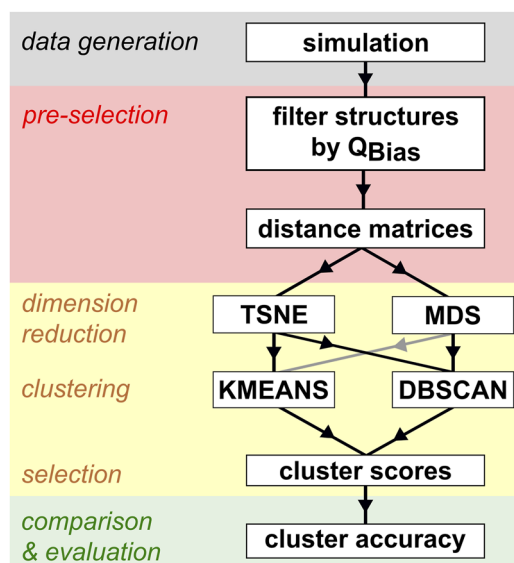 data generation
simulation
pre-selection
filter structures
by QBias
distance matrices
dimension
reduction
TSNE
MDS
clustering
KMEANS
DBSCAN
selection
cluster scores
comparison
& evaluation
cluster accuracy